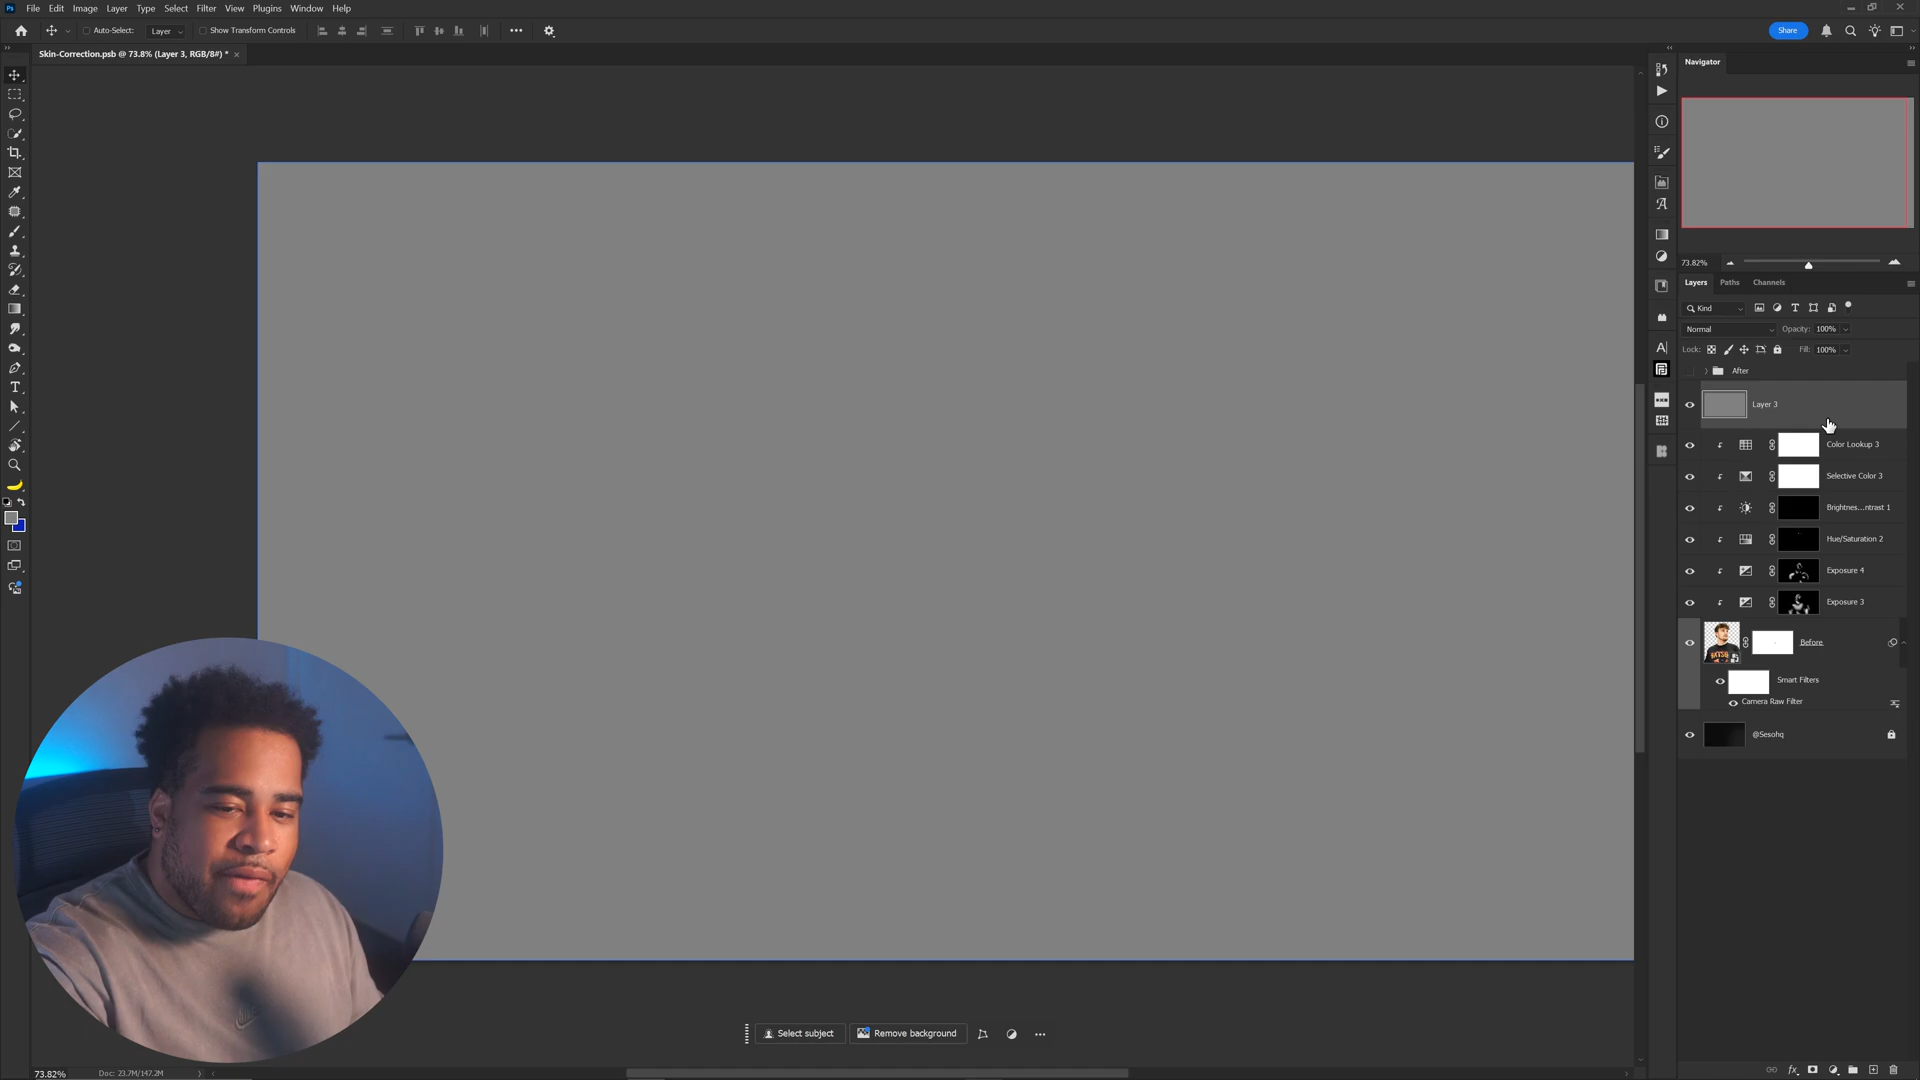 Ps File Edit Image Layer Type Select Filter View Plugins Window Help
Auto-Select: Layer Show Transform Controls Share
Skin-Correction.psb @ 73.8% (Layer 3, RGB/8#) *
Navigator
73.82%
Layers Paths Channels
Kind
Normal Opacity: 100%
Lock: Fill: 100%
After
Layer 3
Color Lookup 3
Selective Color 3
Brightnes...ntrast 1
Hue/Saturation 2
Exposure 4
Exposure 3
Before
Smart Filters
Camera Raw Filter
@Sesohq
Select subject Remove background
73.82% Doc: 23.7M/147.2M